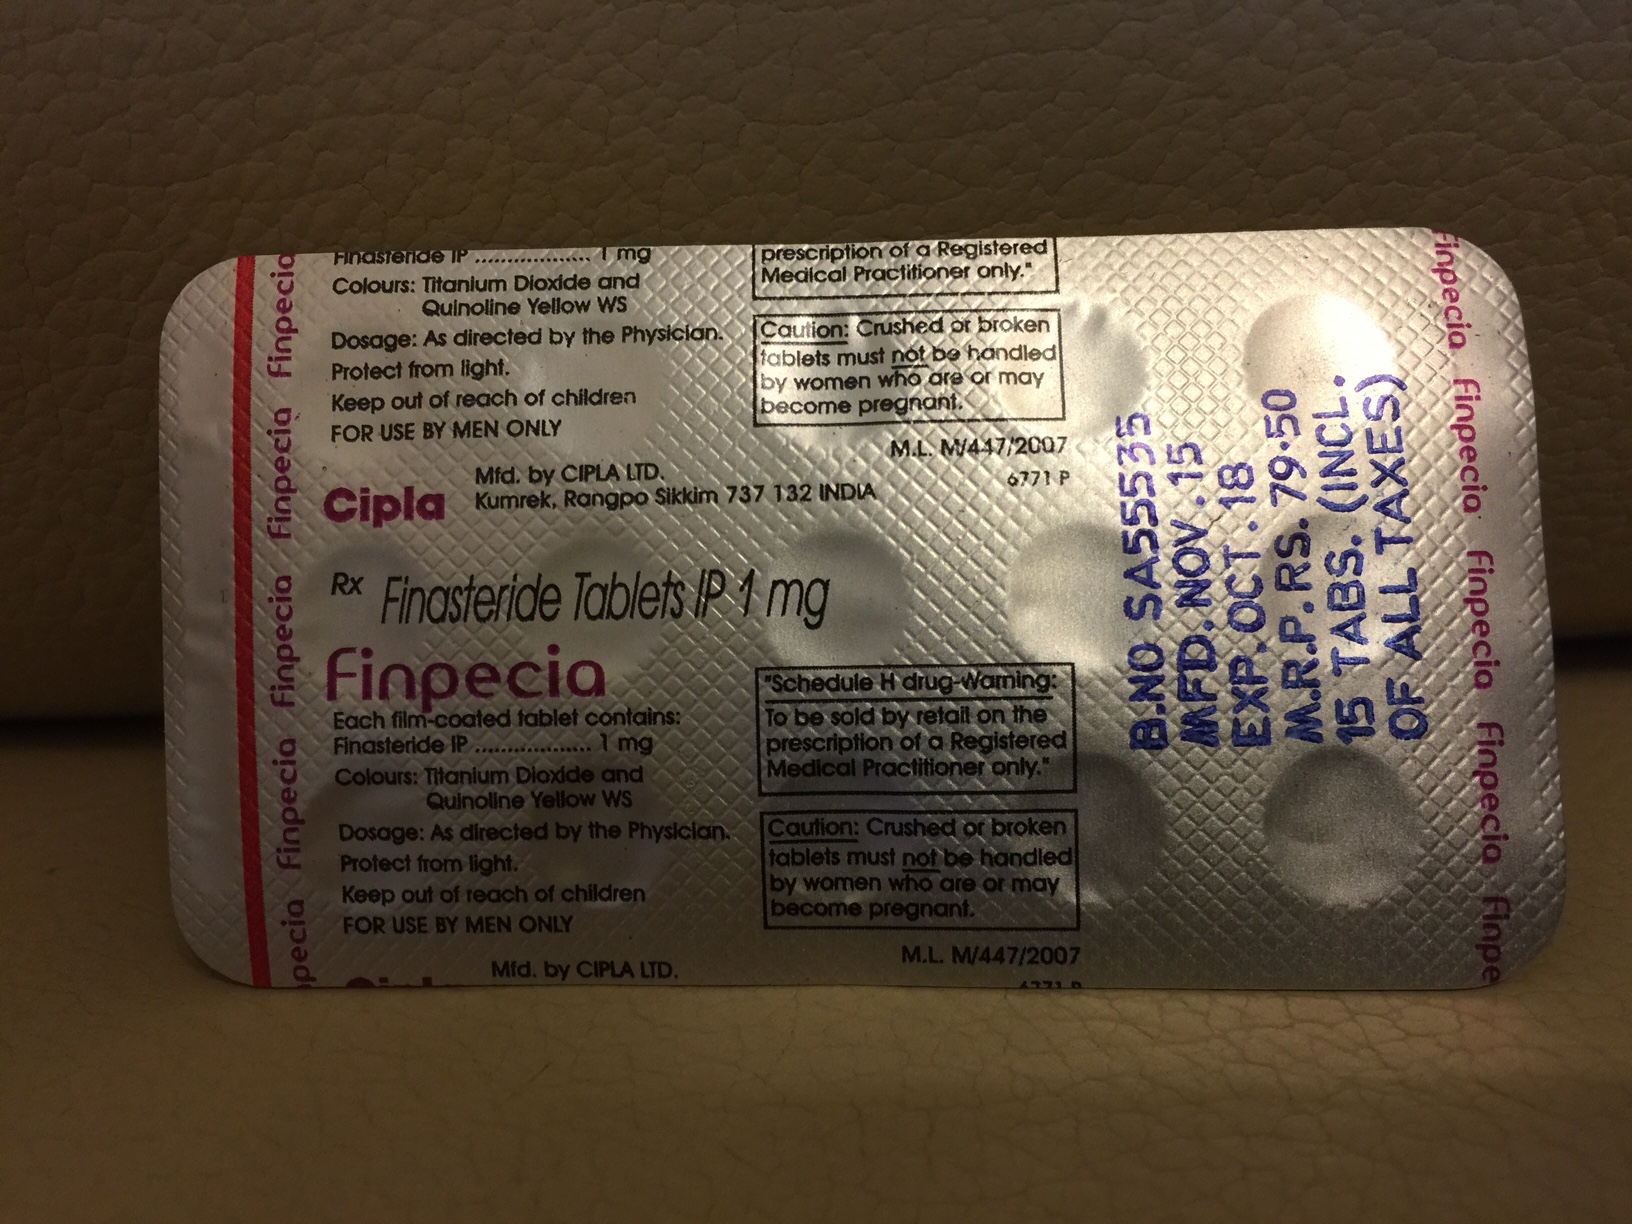 Finasteride IP ................... 1 mg
Colours: Titanium Dioxide and
Quinoline Yellow WS
Dosage: As directed by the Physician.
Protect from light.
Keep out of reach of children
FOR USE BY MEN ONLY
prescription of a Registered
Medical Practitioner only."
Caution: Crushed or broken
tablets must not be handled
by women who are or may
become pregnant.
M.L. M/447/2007
6771 P
Cipla
Mfd. by CIPLA LTD.
Kumrek, Rangpo Sikkim 737 132 INDIA
Rx Finasteride Tablets IP 1 mg
Finpecia
Each film-coated tablet contains:
Finasteride IP ................... 1 mg
Colours: Titanium Dioxide and
Quinoline Yellow WS
Dosage: As directed by the Physician.
Protect from light.
Keep out of reach of children
FOR USE BY MEN ONLY
"Schedule H drug-Warning:
To be sold by retail on the
prescription of a Registered
Medical Practitioner only."
Caution: Crushed or broken
tablets must not be handled
by women who are or may
become pregnant.
M.L. M/447/2007
6771 P
Mfd. by CIPLA LTD.
Cipla
pecia Finpecia Finpecia Finpecia Finpecia
B.NO SA55535
MFD.NOV.15
EXP.OCT.18
M.R.P.RS.79.50
15 TABS.(INCL.
OF ALL TAXES)
Finpecia Finpecia Finpecia Finpecia Finpe